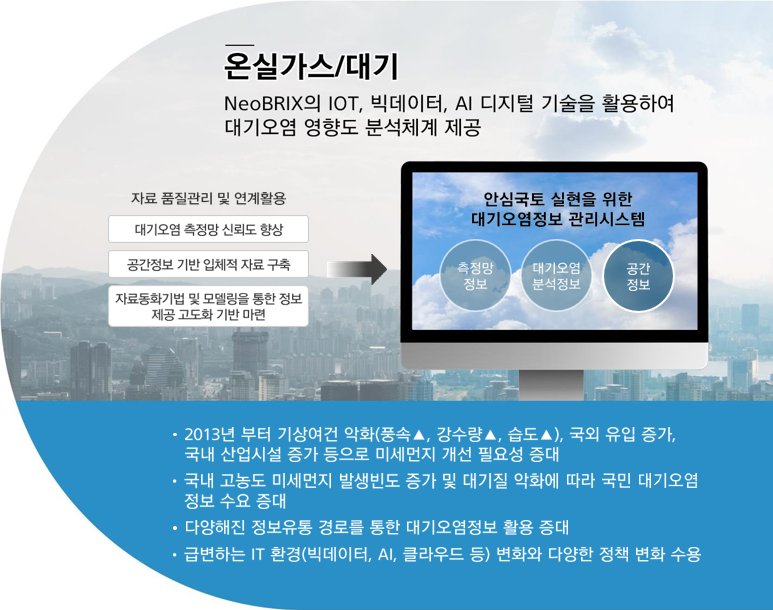 온실가스/대기
NeoBRIX의 IOT, 빅데이터, AI 디지털 기술을 활용하여
대기오염 영향도 분석체계 제공
자료 품질관리 및 연계활용
대기오염 측정망 신뢰도 향상
공간정보 기반 입체적 자료 구축
자료동화기법 및 모델링을 통한 정보
제공 고도화 기반 마련
안심국토 실현을 위한
대기오염정보 관리시스템
측정망
정보
대기오염
분석정보
공간
정보
• 2013년 부터 기상여건 악화(풍속▲, 강수량▲, 습도▲), 국외 유입 증가,
국내 산업시설 증가 등으로 미세먼지 개선 필요성 증대
• 국내 고농도 미세먼지 발생빈도 증가 및 대기질 악화에 따라 국민 대기오염
정보 수요 증대
• 다양해진 정보유통 경로를 통한 대기오염정보 활용 증대
• 급변하는 IT 환경(빅데이터, AI, 클라우드 등) 변화와 다양한 정책 변화 수용